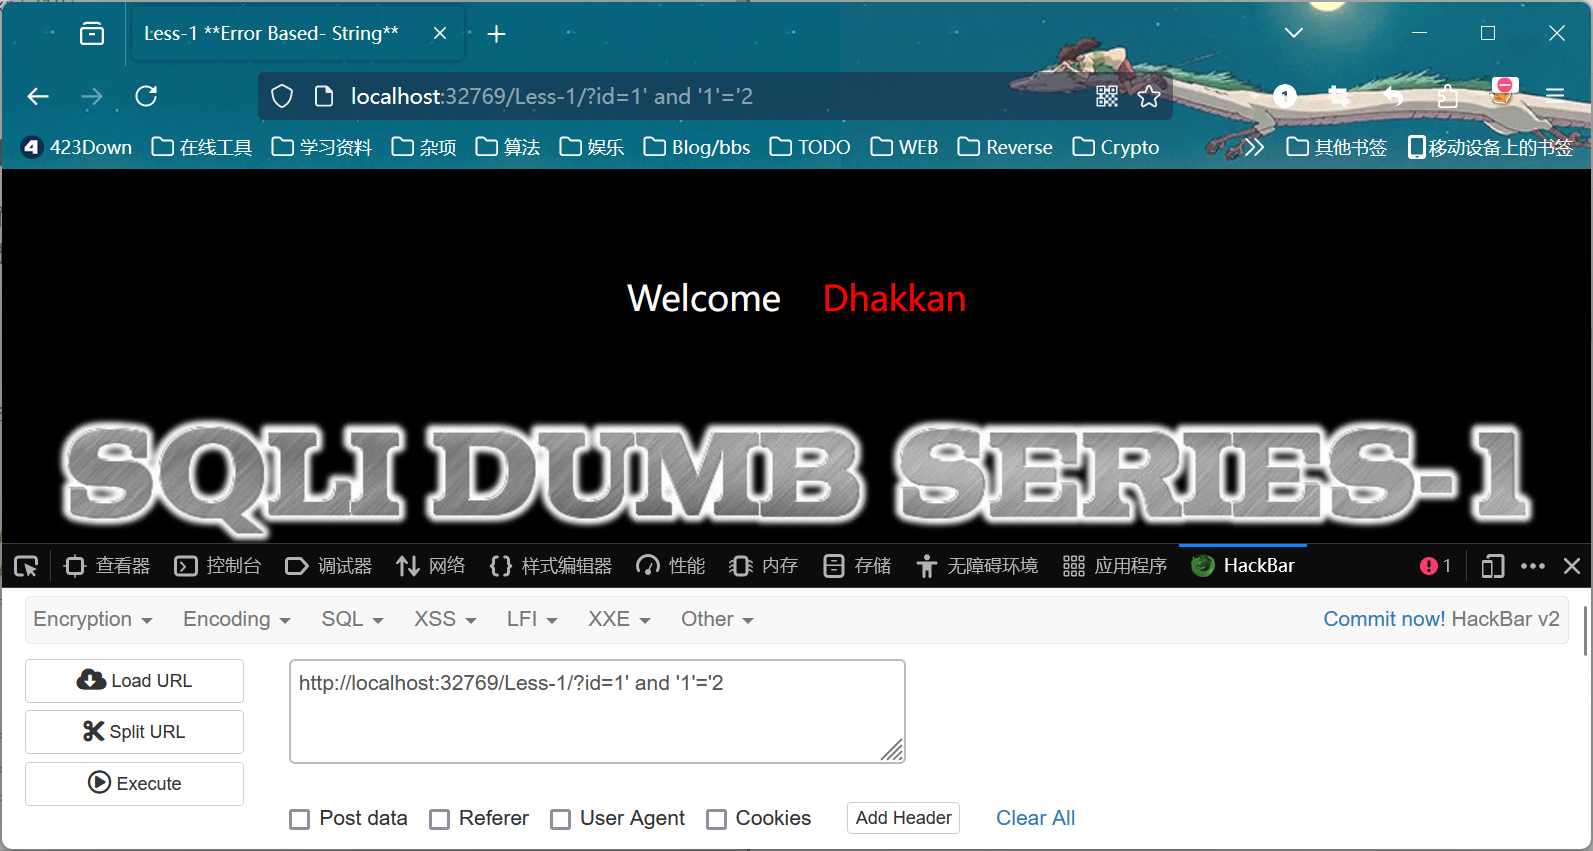 Less-1 **Error Based- String**
localhost:32769/Less-1/?id=1' and '1'='2
1
423Down 在线工具 学习资料 杂项 算法 娱乐 Blog/bbs TODO WEB Reverse Crypto 其他书签 移动设备上的书签
Welcome Dhakkan
SQLI DUMB SERIES-1
查看器 控制台 调试器 网络 样式编辑器 性能 内存 存储 无障碍环境 应用程序 HackBar 1
Encryption Encoding SQL XSS LFI XXE Other Commit now! HackBar v2
Load URL http://localhost:32769/Less-1/?id=1' and '1'='2
Split URL
Execute
Post data Referer User Agent Cookies Add Header Clear All